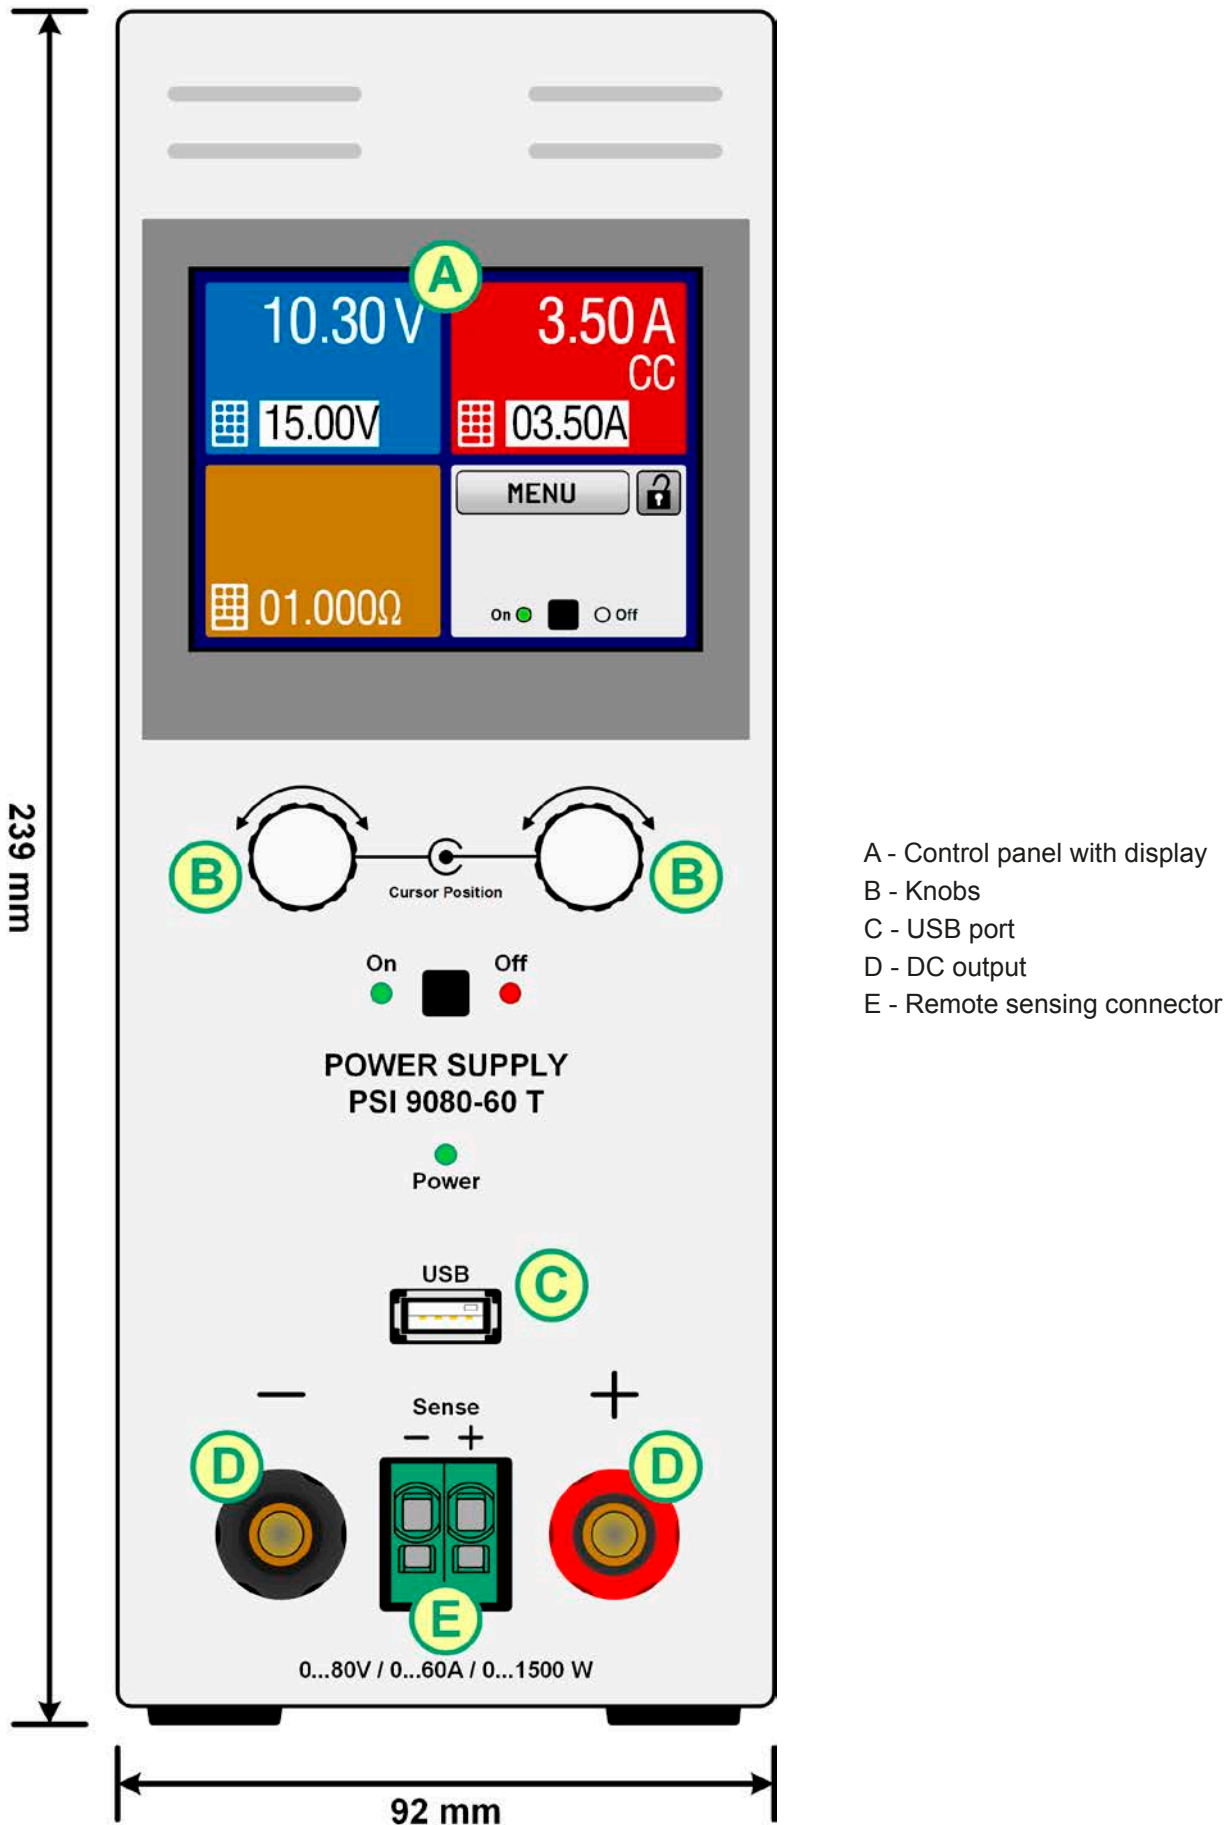 A
10.30 V
3.50 A
CC
15.00V
03.50A
MENU
01.000Ω
On
Off
239 mm
B
B
Cursor Position
On
Off
POWER SUPPLY
PSI 9080-60 T
Power
USB
C
−
+
Sense
− +
D
D
E
0...80V / 0...60A / 0...1500 W
92 mm
A - Control panel with display
B - Knobs
C - USB port
D - DC output
E - Remote sensing connector